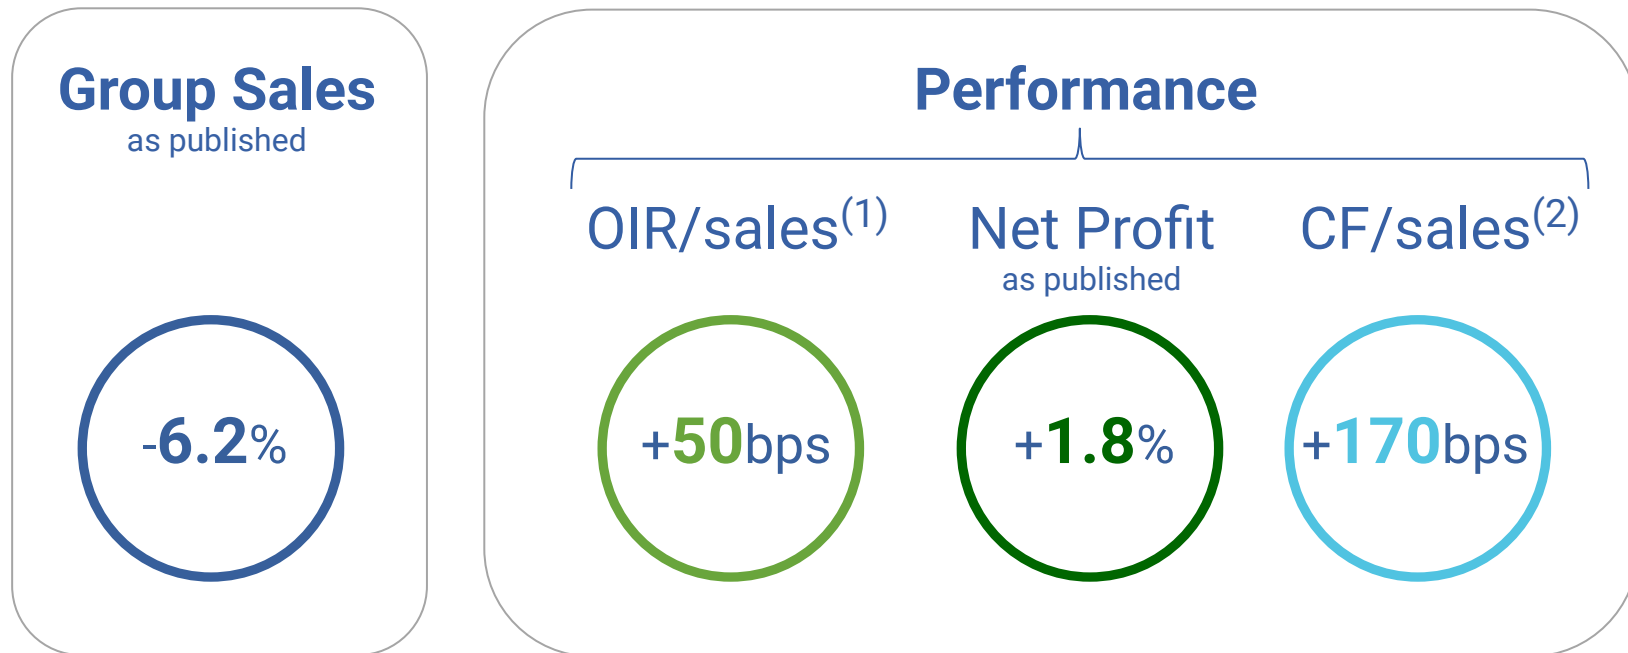 Group Sales
as published
-6.2%
Performance
OIR/sales(1)
Net Profit
as published
CF/sales(2)
+50bps
+1.8%
+170bps